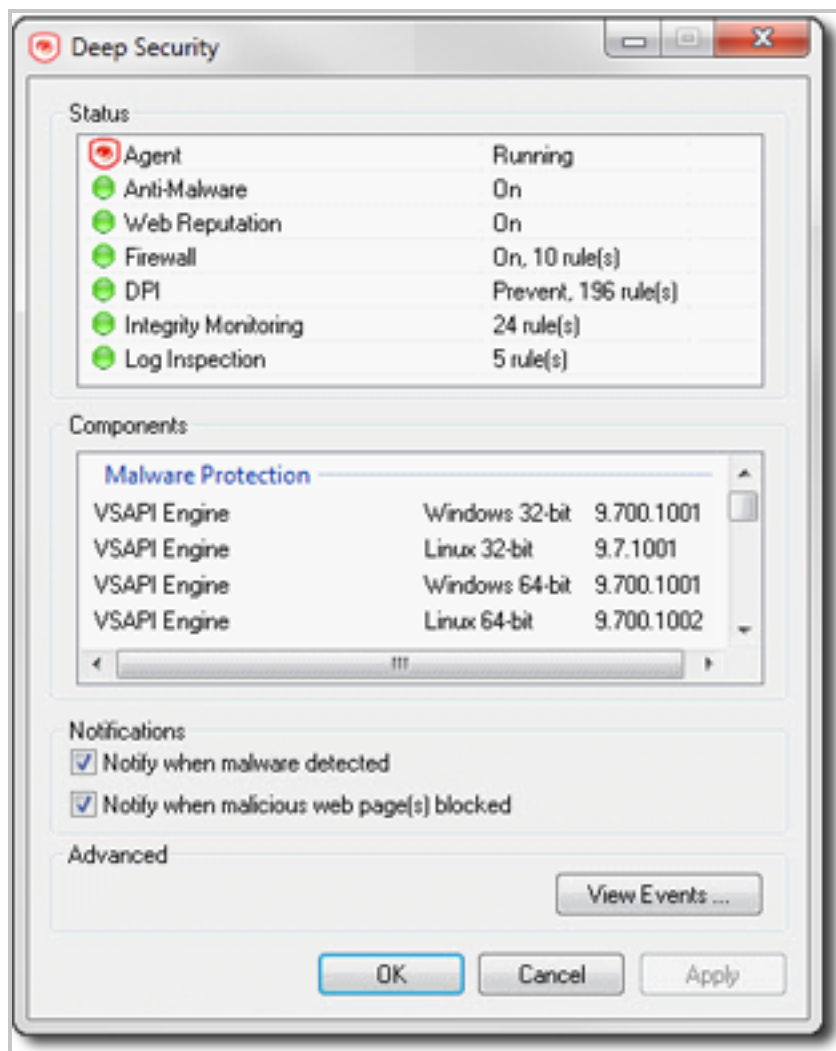 Deep Security
Status
Agent Running
Anti-Malware On
Web Reputation On
Firewall On, 10 rule(s)
DPI Prevent, 196 rule(s)
Integrity Monitoring 24 rule(s)
Log Inspection 5 rule(s)
Components
Malware Protection
VSAPI Engine Windows 32-bit 9.700.1001
VSAPI Engine Linux 32-bit 9.7.1001
VSAPI Engine Windows 64-bit 9.700.1001
VSAPI Engine Linux 64-bit 9.700.1002
Notifications
Notify when malware detected
Notify when malicious web page(s) blocked
Advanced
View Events ...
OK Cancel Apply